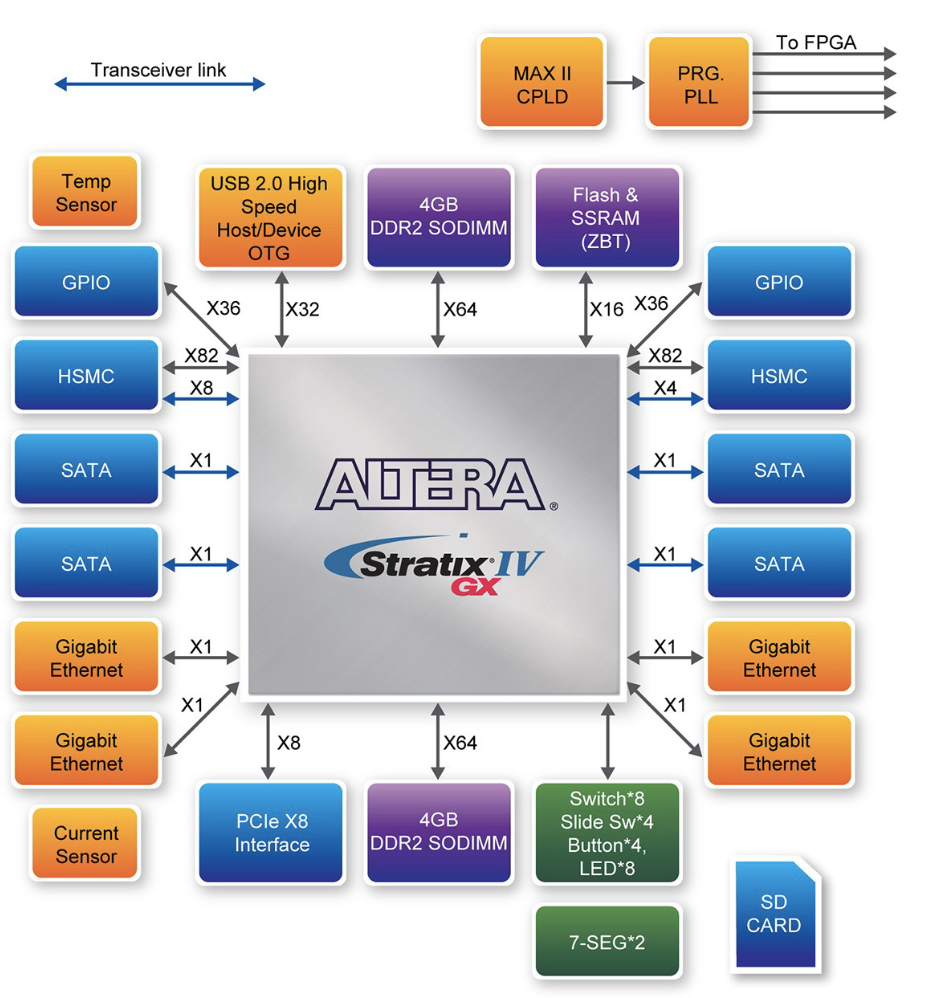 Transceiver link
MAX II
CPLD
PRG.
PLL
To FPGA
Temp
Sensor
USB 2.0 High
Speed
Host/Device
OTG
4GB
DDR2 SODIMM
Flash &
SSRAM
(ZBT)
GPIO
X36
X32
X64
X16
X36
GPIO
HSMC
X82
X8
X82
X4
HSMC
SATA
X1
X1
SATA
ALTERA®
Stratix® IV
GX
SATA
X1
X1
SATA
Gigabit
Ethernet
X1
X1
Gigabit
Ethernet
Gigabit
Ethernet
X1
X8
X64
X1
Gigabit
Ethernet
Current
Sensor
PCIe X8
Interface
4GB
DDR2 SODIMM
Switch*8
Slide Sw*4
Button*4,
LED*8
7-SEG*2
SD
CARD